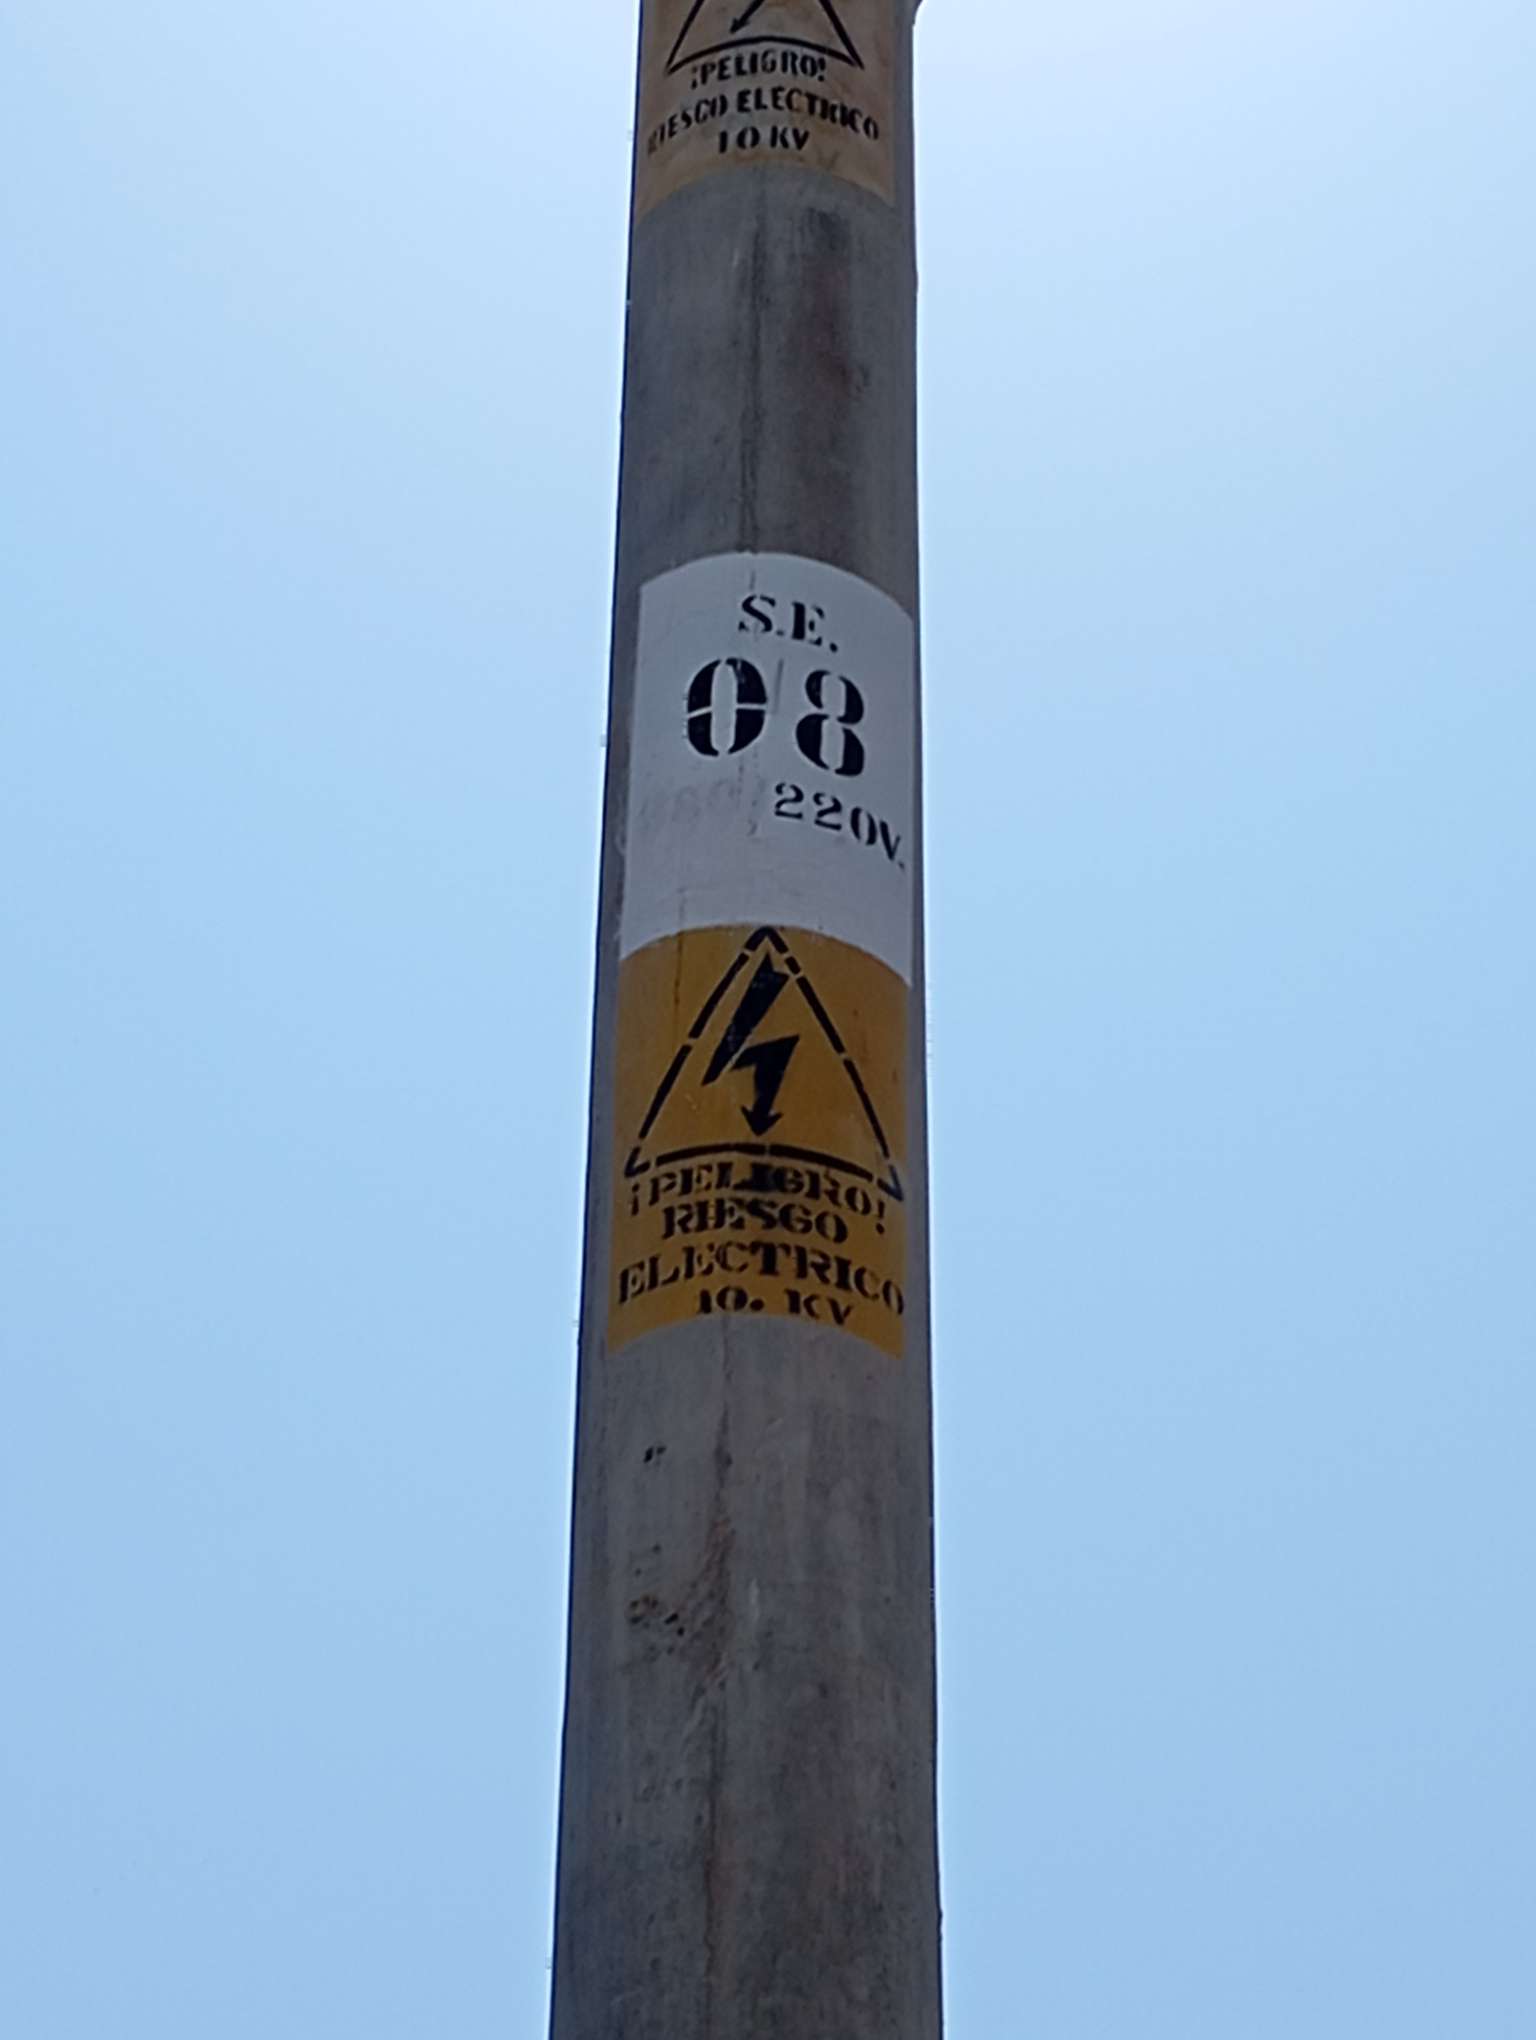 ¡PELIGRO!
RIESGO ELECTRICO
10 KV
S.E.
08
220V.
¡PELIGRO!
RIESGO
ELECTRICO
10. KV